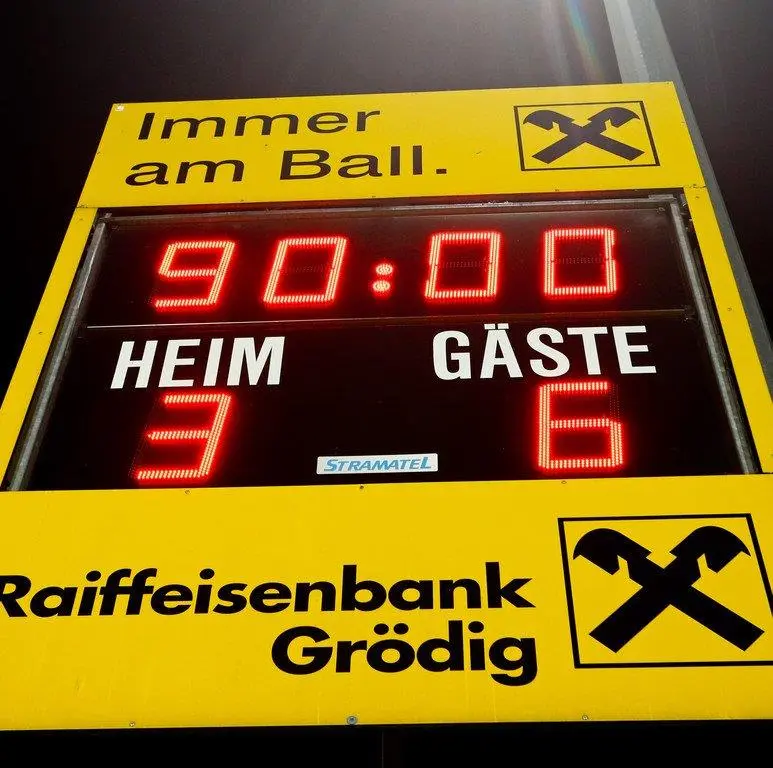 Immer
am Ball.
90:00
HEIM GÄSTE
3 6
STRAMATEL
Raiffeisenbank
Grödig